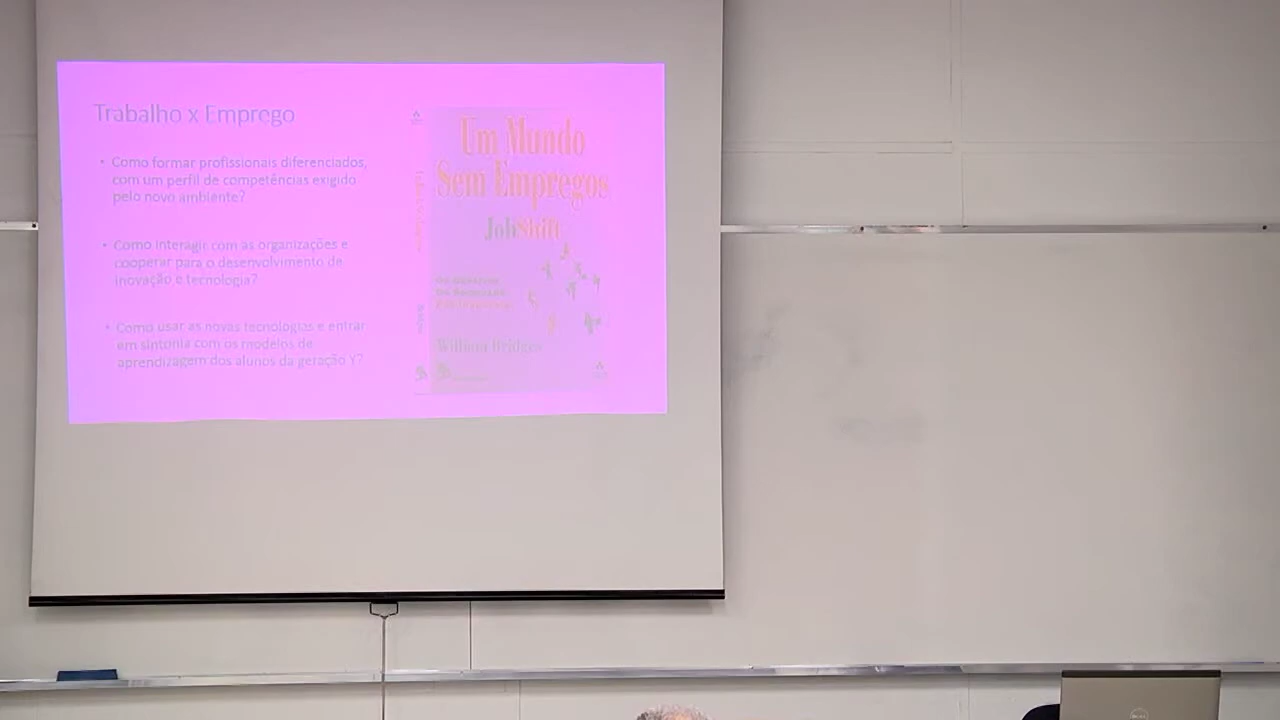 Trabalho x Emprego
• Como formar profissionais diferenciados,
com um perfil de competências exigido
pelo novo ambiente?
• Como interagir com as organizações e
cooperar para o desenvolvimento de
inovação e tecnologia?
• Como usar as novas tecnologias e entrar
em sintonia com os modelos de
aprendizagem dos alunos da geração Y?
Um Mundo
Sem Empregos
JobShift
William Bridges
DELL